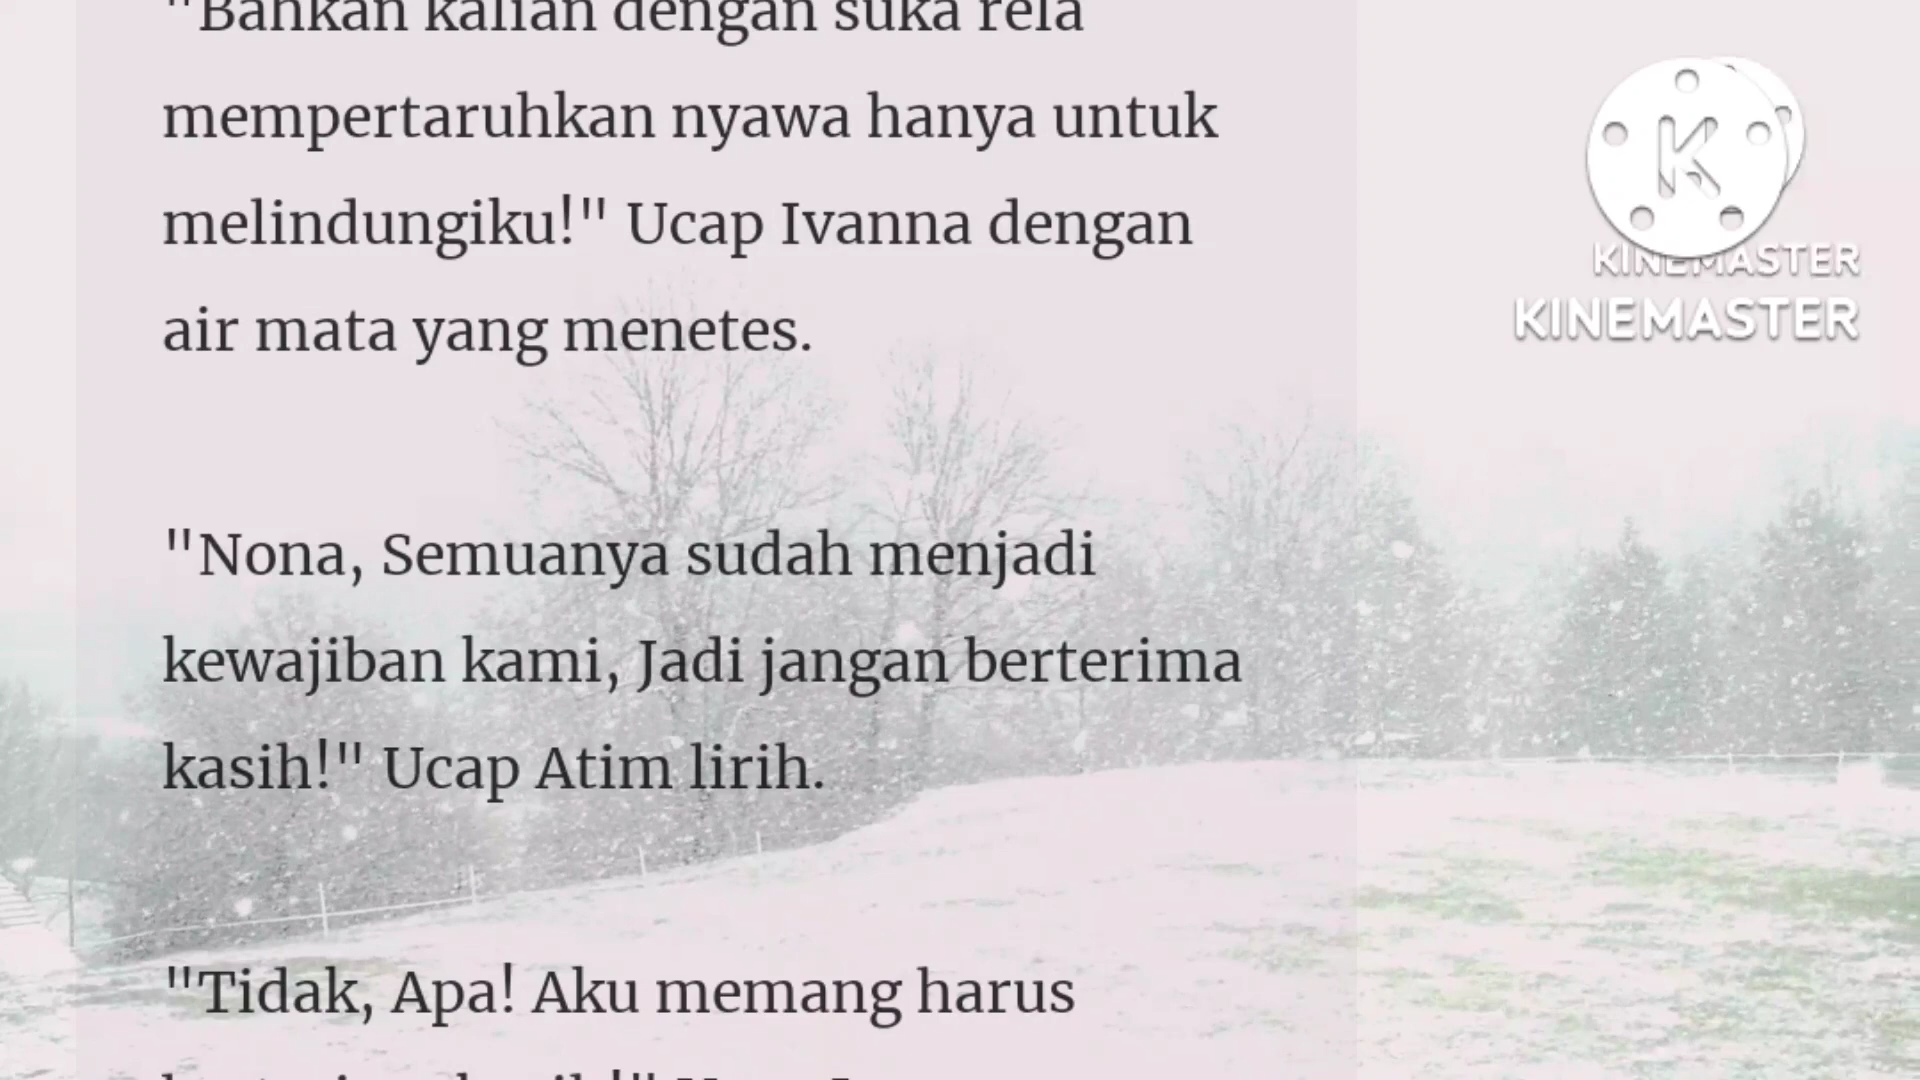 "Bahkan kalian dengan suka rela
mempertaruhkan nyawa hanya untuk
melindungiku!" Ucap Ivanna dengan
air mata yang menetes.
"Nona, Semuanya sudah menjadi
kewajiban kami, Jadi jangan berterima
kasih!" Ucap Atim lirih.
"Tidak, Apa! Aku memang harus
KINEMASTER
KINEMASTER